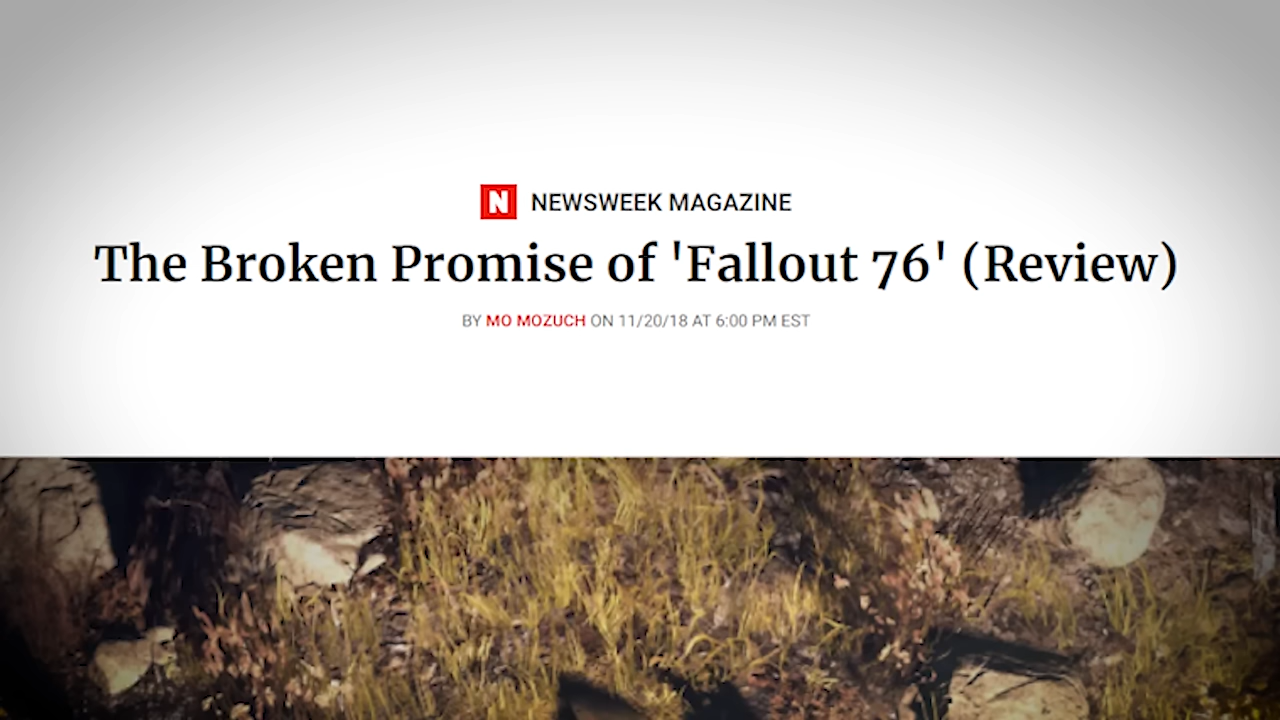 N NEWSWEEK MAGAZINE
The Broken Promise of 'Fallout 76' (Review)
BY MO MOZUCH ON 11/20/18 AT 6:00 PM EST